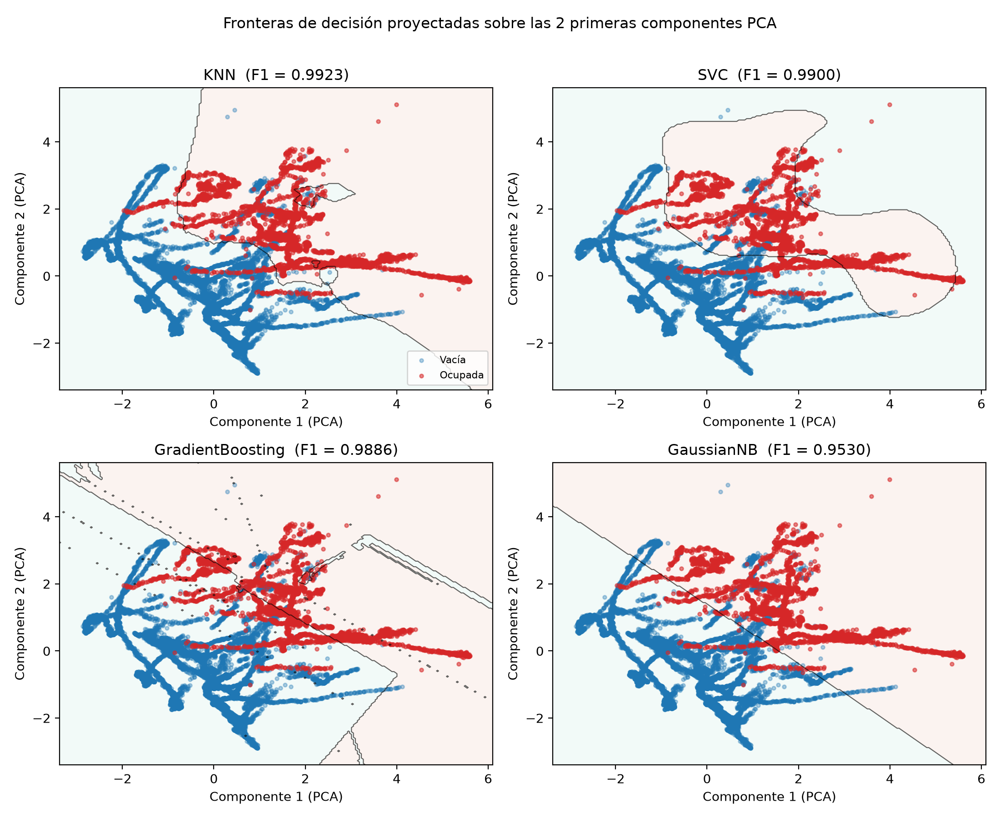 Fronteras de decisión proyectadas sobre las 2 primeras componentes PCA
KNN (F1 = 0.9923)
Componente 2 (PCA)
4
2
0
−2
Vacía
Ocupada
−2 0 2 4 6
Componente 1 (PCA)
SVC (F1 = 0.9900)
Componente 2 (PCA)
4
2
0
−2
−2 0 2 4 6
Componente 1 (PCA)
GradientBoosting (F1 = 0.9886)
Componente 2 (PCA)
4
2
0
−2
−2 0 2 4 6
Componente 1 (PCA)
GaussianNB (F1 = 0.9530)
Componente 2 (PCA)
4
2
0
−2
−2 0 2 4 6
Componente 1 (PCA)